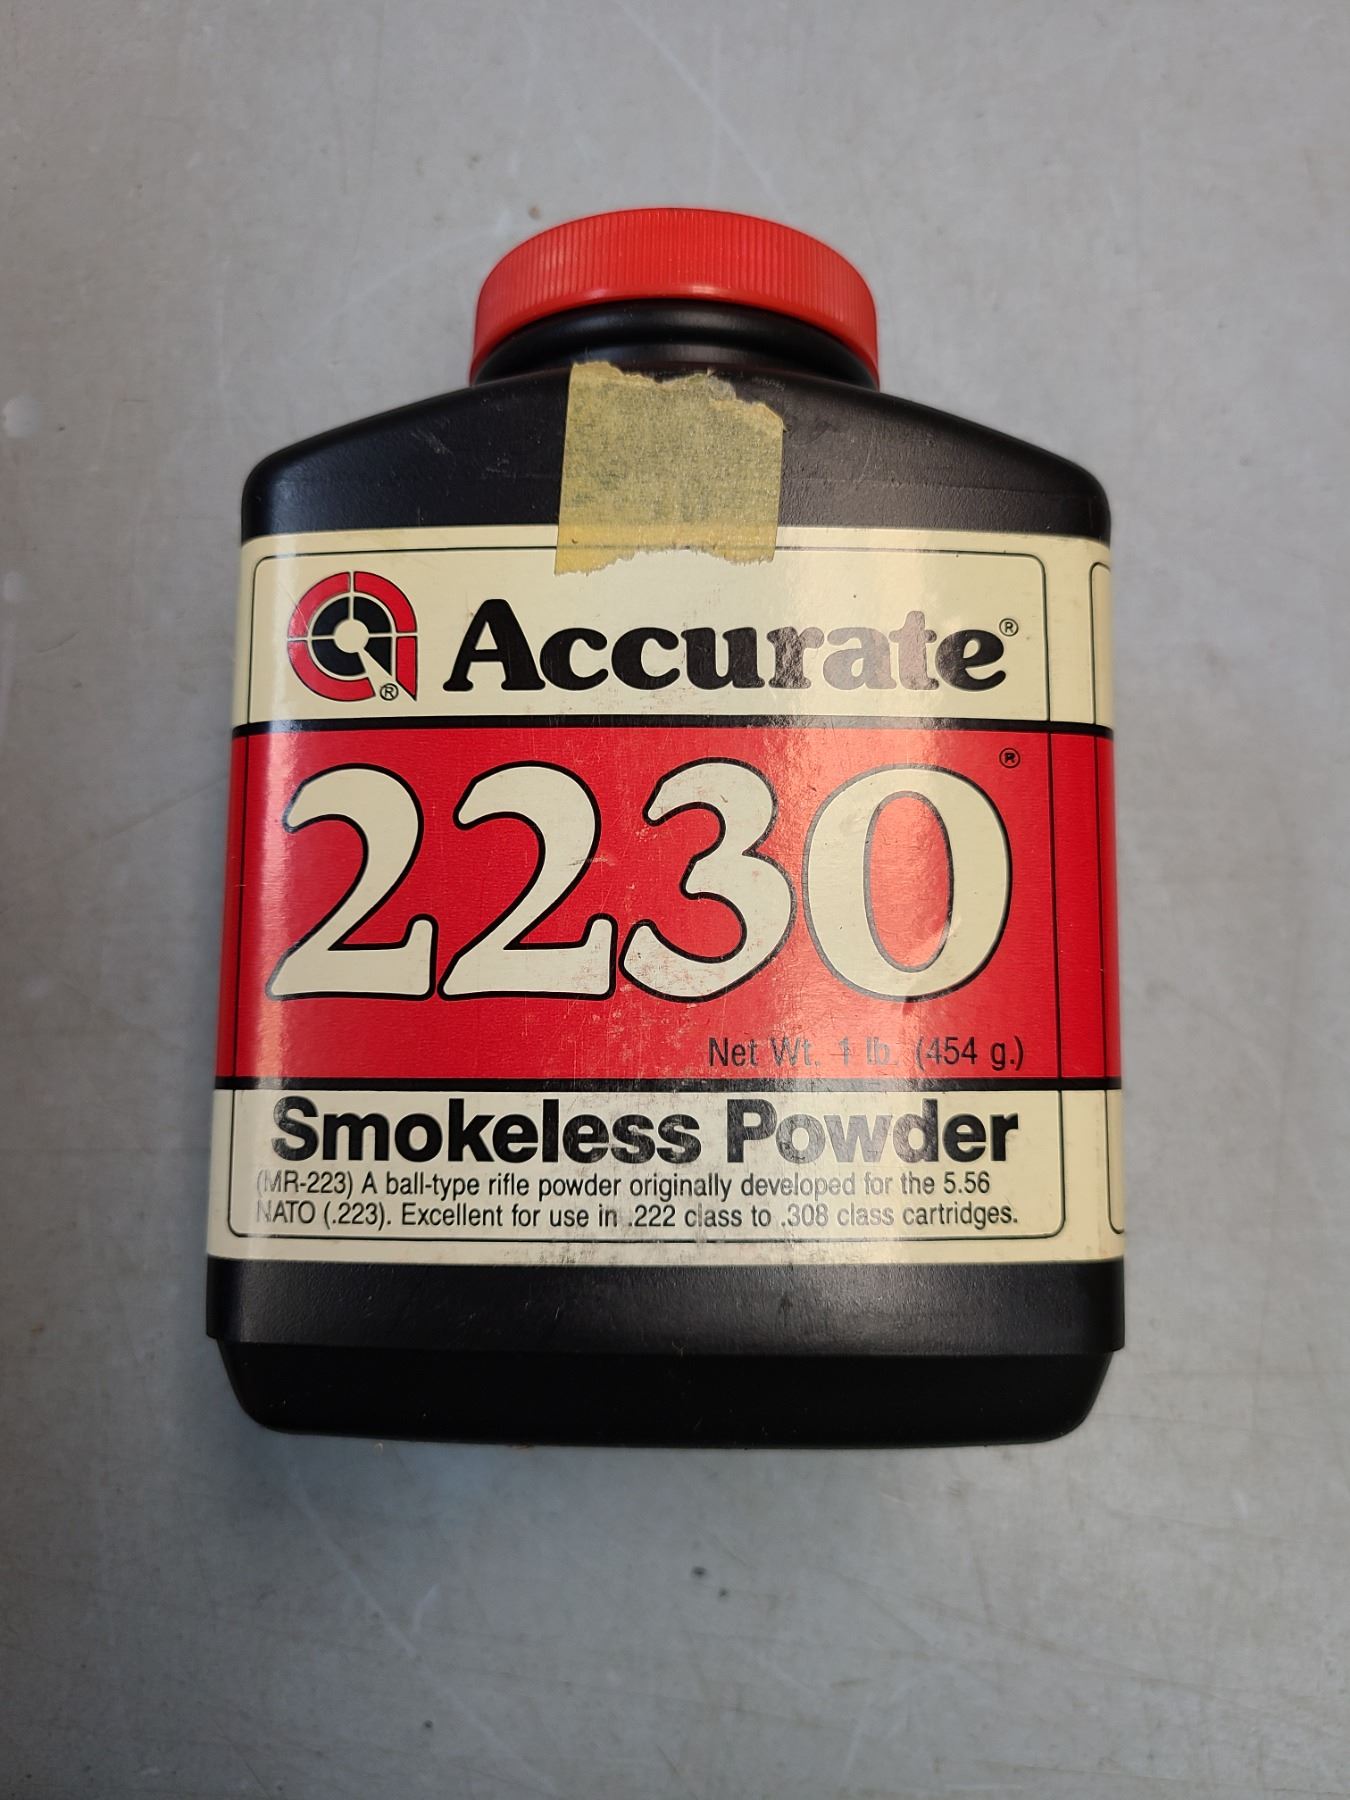 Accurate®
2230®
Net Wt. 1 lb. (454 g.)
Smokeless Powder
(MR-223) A ball-type rifle powder originally developed for the 5.56
NATO (.223). Excellent for use in .222 class to .308 class cartridges.